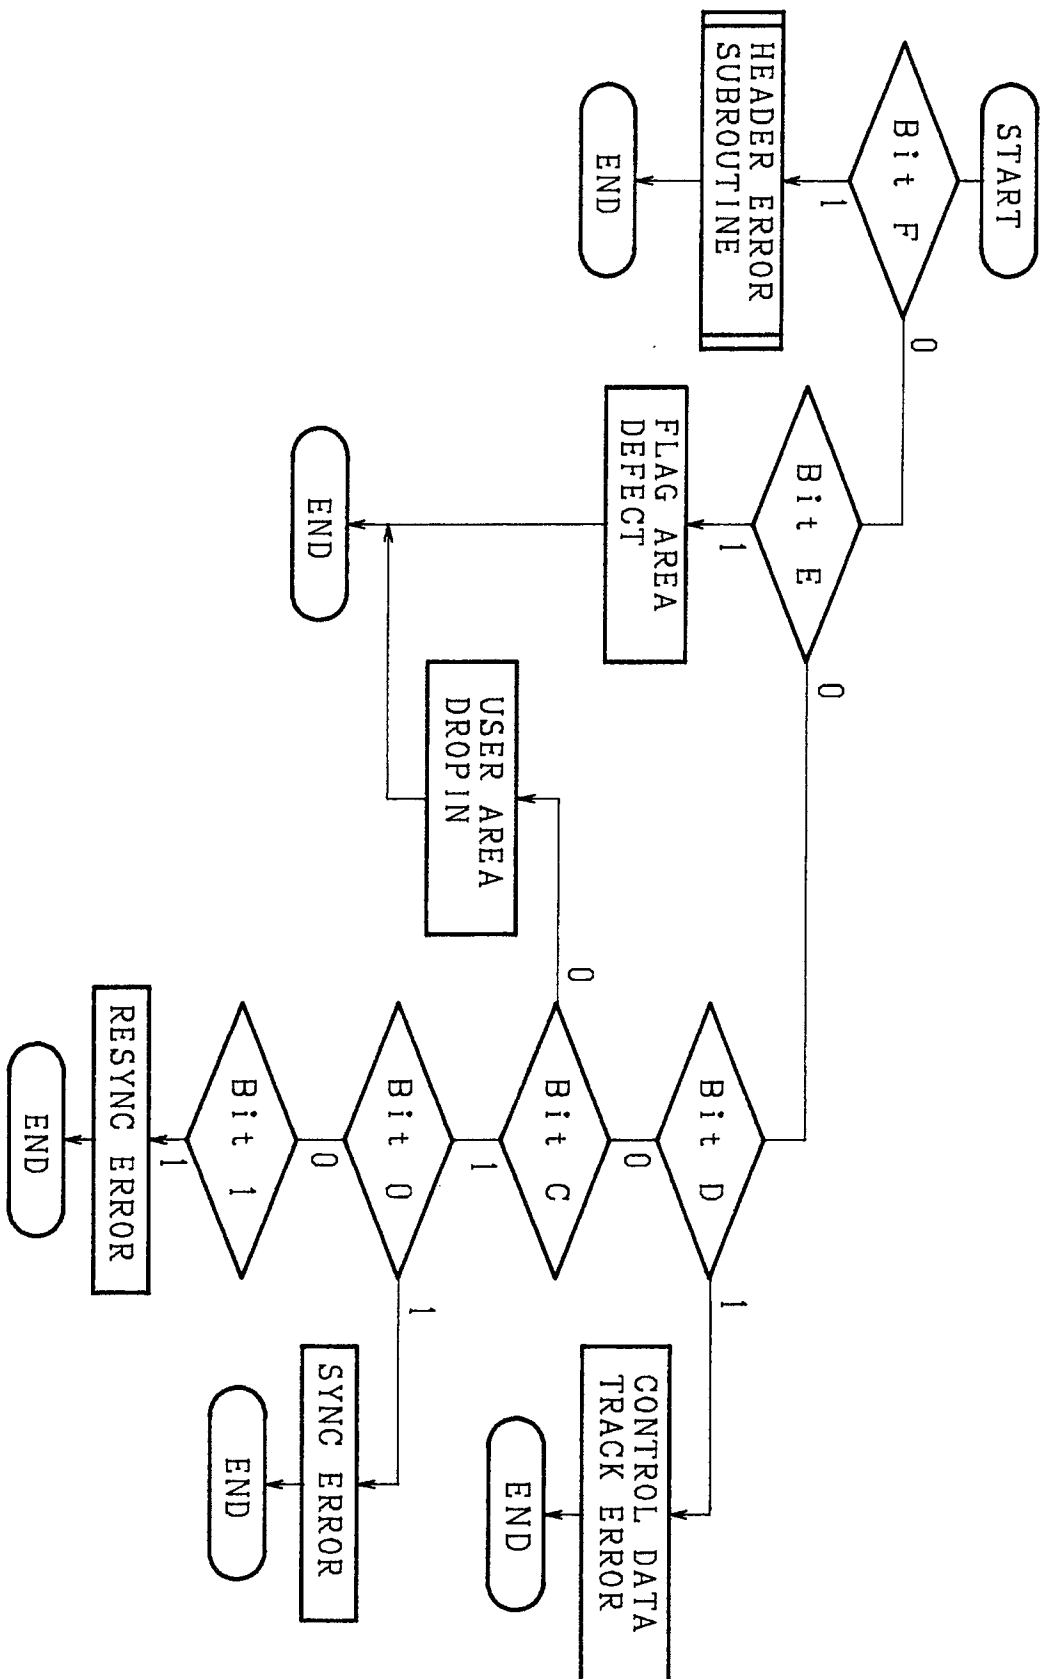 START
Bit F
1
0
HEADER ERROR
SUBROUTINE
END
Bit E
1
0
FLAG AREA
DEFECT
END
Bit D
1
0
CONTROL DATA
TRACK ERROR
END
Bit C
0
1
USER AREA
DROPIN
Bit 0
1
0
SYNC ERROR
END
Bit 1
1
RESYNC ERROR
END